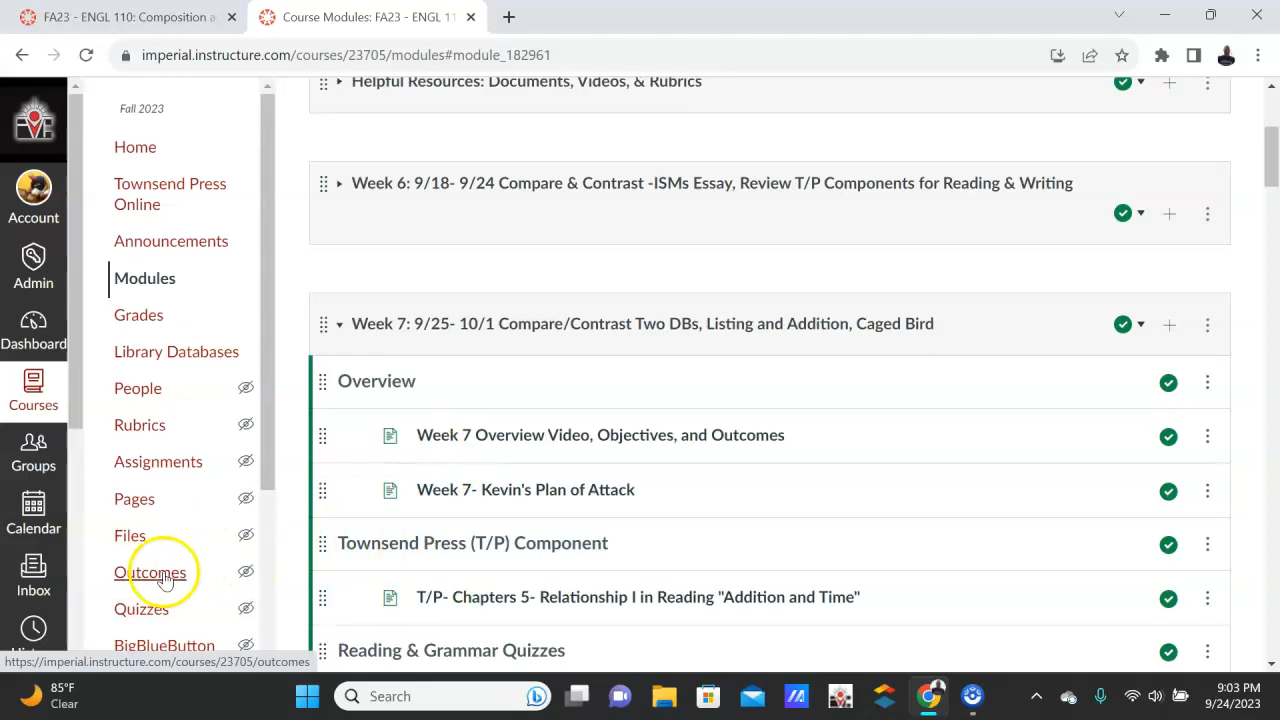 FA23 - ENGL 110: Composition a
Course Modules: FA23 - ENGL 11
imperial.instructure.com/courses/23705/modules#module_182961
Fall 2023
Home
Townsend Press
Online
Announcements
Modules
Grades
Library Databases
People
Rubrics
Assignments
Pages
Files
Outcomes
Quizzes
BigBlueButton
Account
Admin
Dashboard
Courses
Groups
Calendar
Inbox
Helpful Resources: Documents, Videos, & Rubrics
Week 6: 9/18- 9/24 Compare & Contrast -ISMs Essay, Review T/P Components for Reading & Writing
Week 7: 9/25- 10/1 Compare/Contrast Two DBs, Listing and Addition, Caged Bird
Overview
Week 7 Overview Video, Objectives, and Outcomes
Week 7- Kevin's Plan of Attack
Townsend Press (T/P) Component
T/P- Chapters 5- Relationship I in Reading "Addition and Time"
Reading & Grammar Quizzes
https://imperial.instructure.com/courses/23705/outcomes
85°F
Clear
Search
9:03 PM
9/24/2023